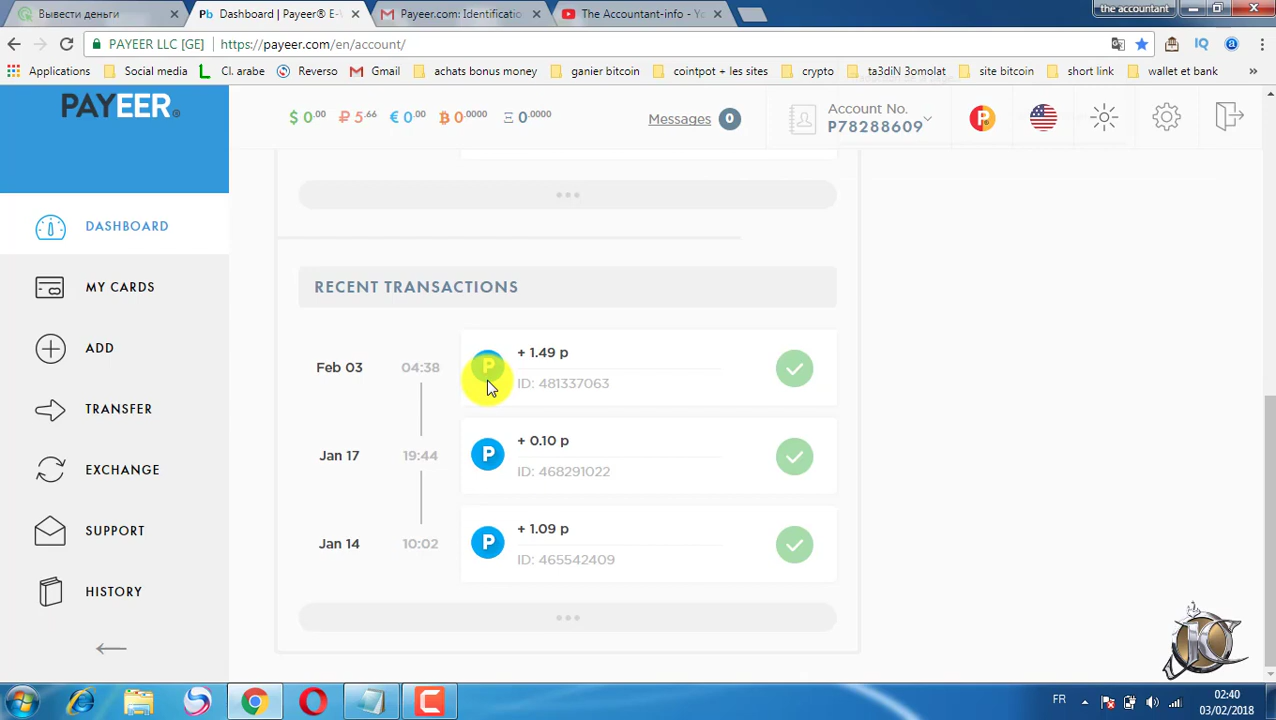 Вывести деньги
Dashboard | Payeer® E-
Payeer.com: Identificatio
The Accountant-info - Yo
the accountant
PAYEER LLC [GE]
https://payeer.com/en/account/
Applications
Social media
Cl. arabe
Reverso
Gmail
achats bonus money
ganier bitcoin
cointpot + les sites
crypto
ta3diN 3omolat
site bitcoin
short link
wallet et bank
»
PAYEER®
$ 0.00
₽ 5.66
€ 0.00
฿ 0.0000
Ξ 0.0000
Messages
0
Account No.
P78288609
DASHBOARD
MY CARDS
ADD
TRANSFER
EXCHANGE
SUPPORT
HISTORY
RECENT TRANSACTIONS
Feb 03
04:38
P
+ 1.49 p
ID: 481337063
Jan 17
19:44
P
+ 0.10 p
ID: 468291022
Jan 14
10:02
P
+ 1.09 p
ID: 465542409
FR
02:40
03/02/2018